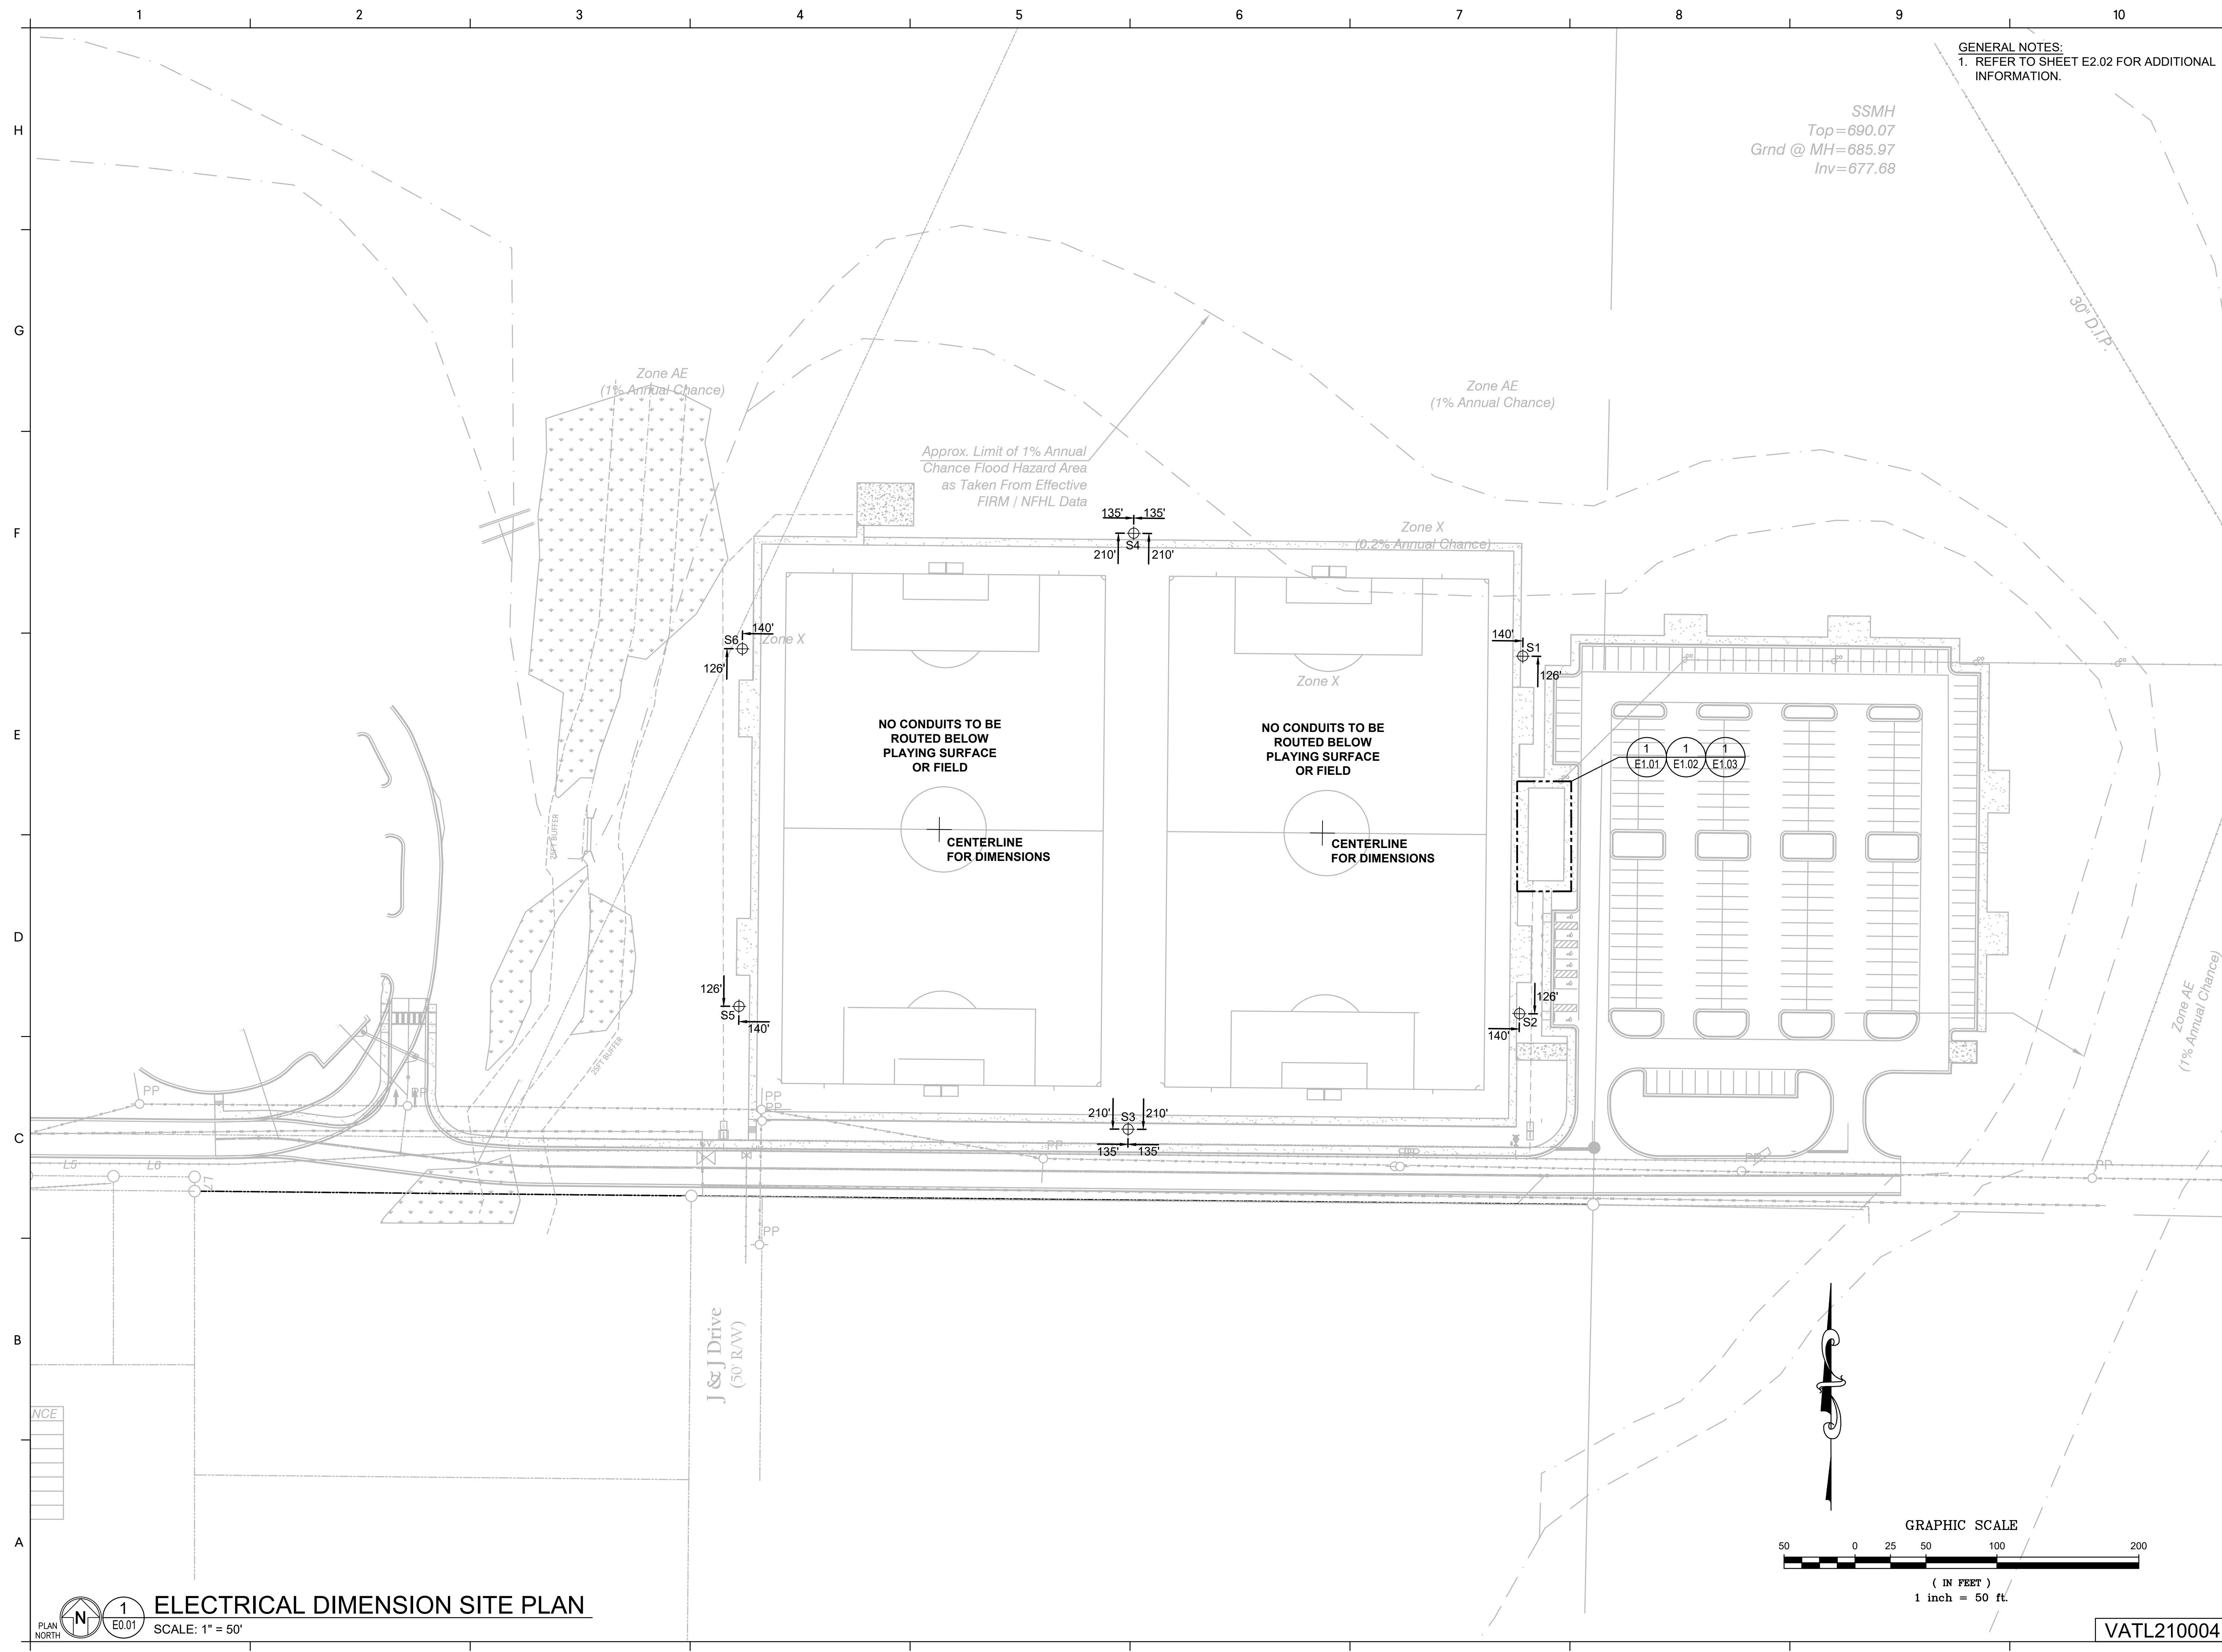 1 2 3 4 5 6 7 8 9 10
GENERAL NOTES:
1. REFER TO SHEET E2.02 FOR ADDITIONAL
INFORMATION.
H
SSMH
Top=690.07
Grnd @ MH=685.97
Inv=677.68
G
30" D.I.P.
Zone AE
(1% Annual Chance)
Zone AE
(1% Annual Chance)
Approx. Limit of 1% Annual
Chance Flood Hazard Area
as Taken From Effective
FIRM / NFHL Data
F
135' 135'
S4
210' 210'
Zone X
(0.2% Annual Chance)
S6
140'
126'
Zone X
140'
S1
126'
Zone X
E
NO CONDUITS TO BE
ROUTED BELOW
PLAYING SURFACE
OR FIELD
NO CONDUITS TO BE
ROUTED BELOW
PLAYING SURFACE
OR FIELD
1 1 1
E1.01 E1.02 E1.03
25FT BUFFER
CENTERLINE
FOR DIMENSIONS
CENTERLINE
FOR DIMENSIONS
D
126'
S5
140'
126'
S2
140'
Zone AE
(1% Annual Chance)
25FT BUFFER
PP
PP
PP
PP
C
210' S3 210'
135' 135'
PP
PP
PP
L5 L6
L7
PP
B
J & J Drive
(50' R/W)
NCE
A
GRAPHIC SCALE
50 0 25 50 100 200
( IN FEET )
1 inch = 50 ft.
PLAN
NORTH
N
1
E0.01
ELECTRICAL DIMENSION SITE PLAN
SCALE: 1" = 50'
VATL210004